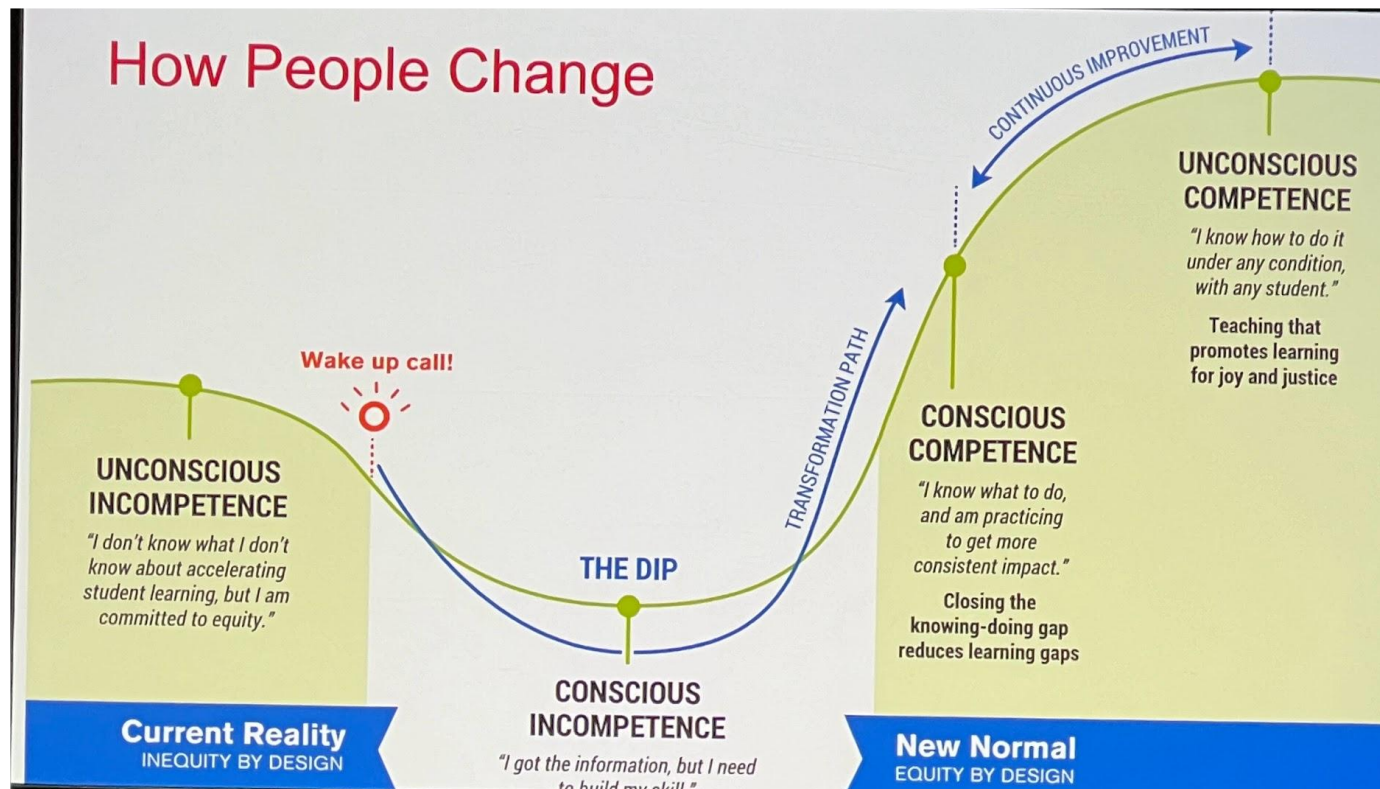 How People Change
Wake up call!
UNCONSCIOUS
INCOMPETENCE
“I don’t know what I don’t
know about accelerating
student learning, but I am
committed to equity.”
Current Reality
INEQUITY BY DESIGN
THE DIP
CONSCIOUS
INCOMPETENCE
“I got the information, but I need
to build my skill.”
TRANSFORMATION PATH
CONSCIOUS
COMPETENCE
“I know what to do,
and am practicing
to get more
consistent impact.”
Closing the
knowing-doing gap
reduces learning gaps
CONTINUOUS IMPROVEMENT
UNCONSCIOUS
COMPETENCE
“I know how to do it
under any condition,
with any student.”
Teaching that
promotes learning
for joy and justice
New Normal
EQUITY BY DESIGN